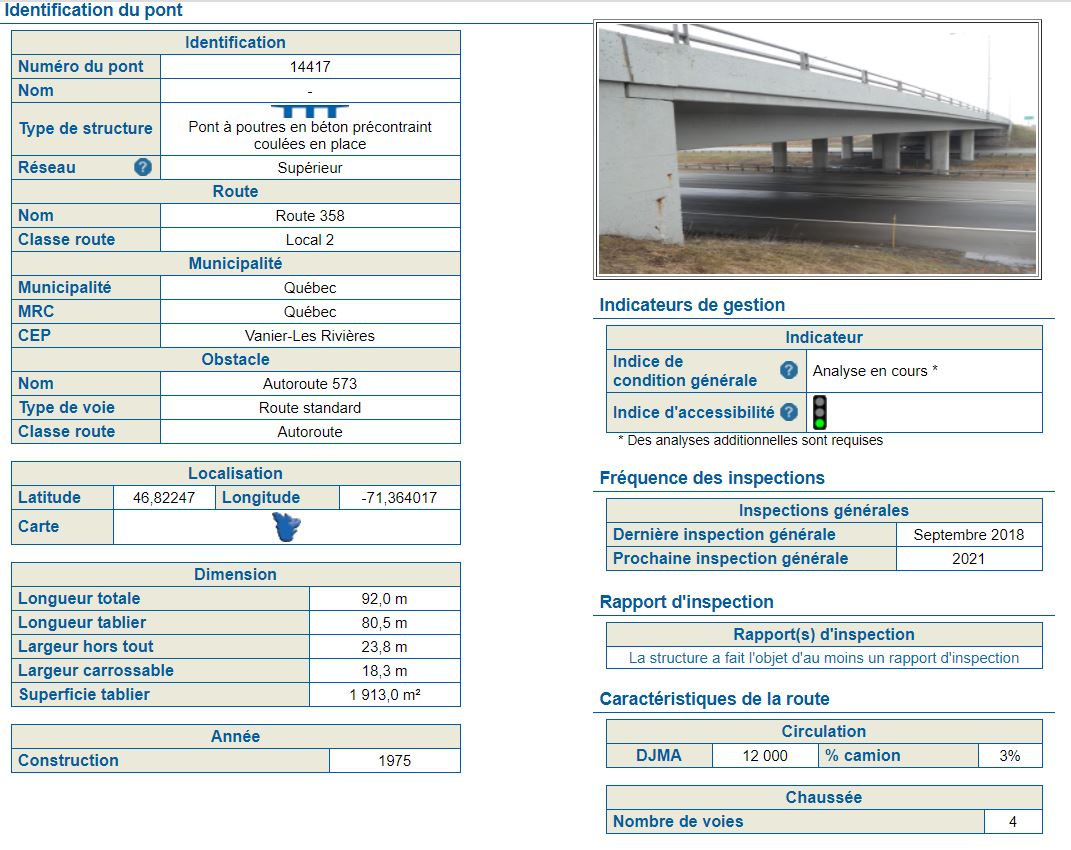 Identification du pont
Identification
Numéro du pont 14417
Nom -
Type de structure Pont à poutres en béton précontraint
coulées en place
Réseau ? Supérieur
Route
Nom Route 358
Classe route Local 2
Municipalité
Municipalité Québec
MRC Québec
CEP Vanier-Les Rivières
Obstacle
Nom Autoroute 573
Type de voie Route standard
Classe route Autoroute
Localisation
Latitude 46,82247 Longitude -71,364017
Carte
Dimension
Longueur totale 92,0 m
Longueur tablier 80,5 m
Largeur hors tout 23,8 m
Largeur carrossable 18,3 m
Superficie tablier 1 913,0 m²
Année
Construction 1975
Indicateurs de gestion
Indicateur
Indice de
condition générale ? Analyse en cours *
Indice d'accessibilité ?
* Des analyses additionnelles sont requises
Fréquence des inspections
Inspections générales
Dernière inspection générale Septembre 2018
Prochaine inspection générale 2021
Rapport d'inspection
Rapport(s) d'inspection
La structure a fait l'objet d'au moins un rapport d'inspection
Caractéristiques de la route
Circulation
DJMA 12 000 % camion 3%
Chaussée
Nombre de voies 4